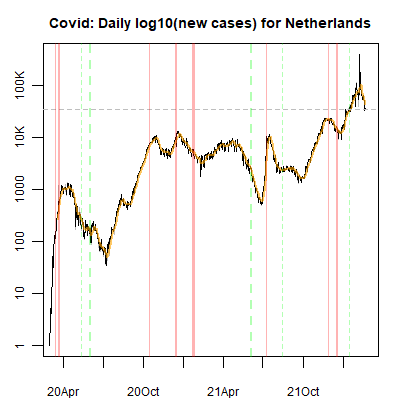 Covid: Daily log10(new cases) for Netherlands
100K
10K
1000
100
10
1
20Apr 20Oct 21Apr 21Oct